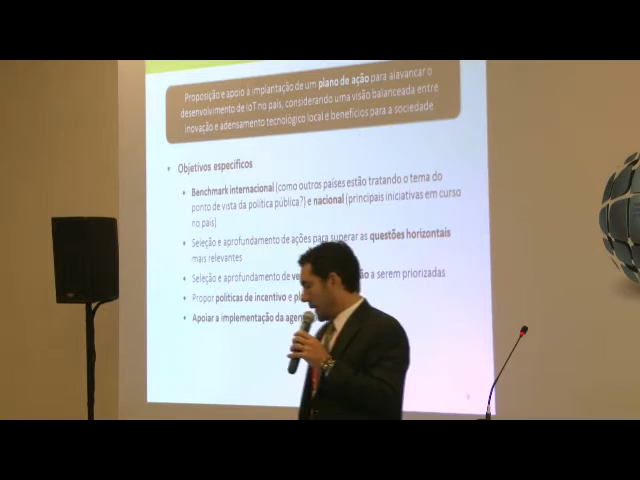 Proposição e apoio à implantação de um plano de ação para alavancar o
desenvolvimento de IoT no país, considerando uma visão balanceada entre
inovação e adensamento tecnológico local e benefícios para a sociedade
• Objetivos específicos
• Benchmark internacional (como outros países estão tratando o tema do
ponto de vista da política pública?) e nacional (principais iniciativas em curso
no país)
• Seleção e aprofundamento de ações para superar as questões horizontais
mais relevantes
• Seleção e aprofundamento de a serem priorizadas
• Propor políticas de incentivo e
• Apoiar a implementação da